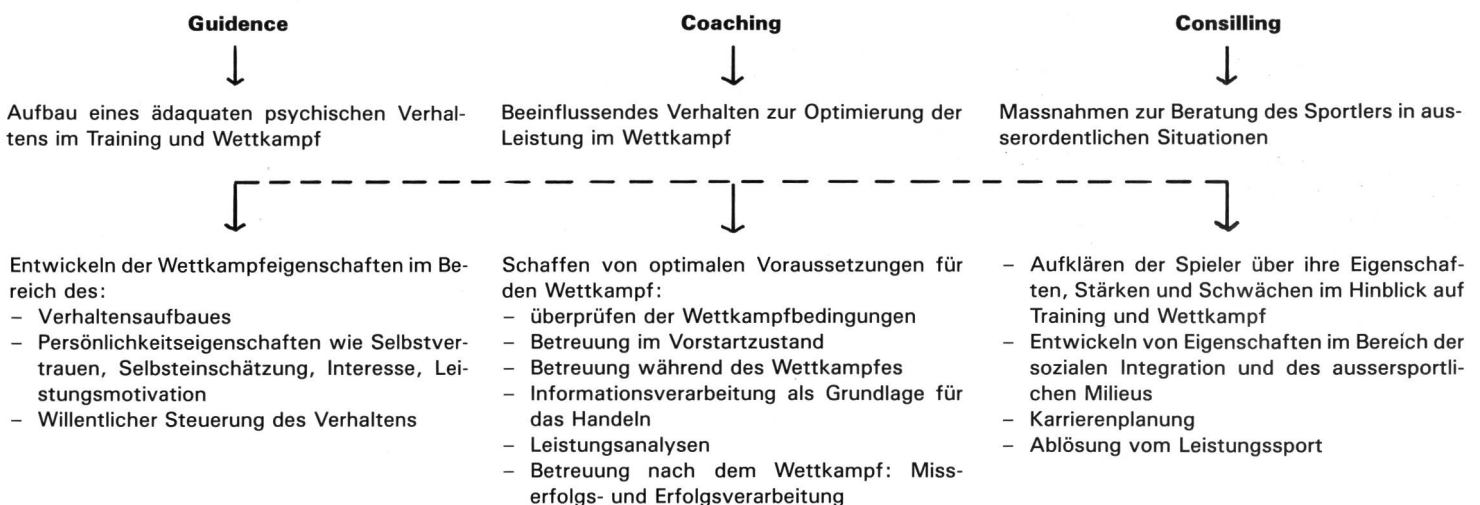 Guidence
Aufbau eines ädaquaten psychischen Verhal-
tens im Training und Wettkampf
Entwickeln der Wettkampfeigenschaften im Be-
reich des:
– Verhaltensaufbaues
– Persönlichkeitseigenschaften wie Selbstver-
trauen, Selbsteinschätzung, Interesse, Lei-
stungsmotivation
– Willentlicher Steuerung des Verhaltens
Coaching
Beeinflussendes Verhalten zur Optimierung der
Leistung im Wettkampf
Schaffen von optimalen Voraussetzungen für
den Wettkampf:
– überprüfen der Wettkampfbedingungen
– Betreuung im Vorstartzustand
– Betreuung während des Wettkampfes
– Informationsverarbeitung als Grundlage für
das Handeln
– Leistungsanalysen
– Betreuung nach dem Wettkampf: Miss-
erfolgs- und Erfolgsverarbeitung
Consilling
Massnahmen zur Beratung des Sportlers in aus-
serordentlichen Situationen
– Aufklären der Spieler über ihre Eigenschaf-
ten, Stärken und Schwächen im Hinblick auf
Training und Wettkampf
– Entwickeln von Eigenschaften im Bereich der
sozialen Integration und des aussersportli-
chen Milieus
– Karrierenplanung
– Ablösung vom Leistungssport